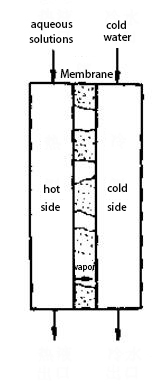 aqueous
solutions
cold
water
Membrane
hot
side
cold
side
vapor